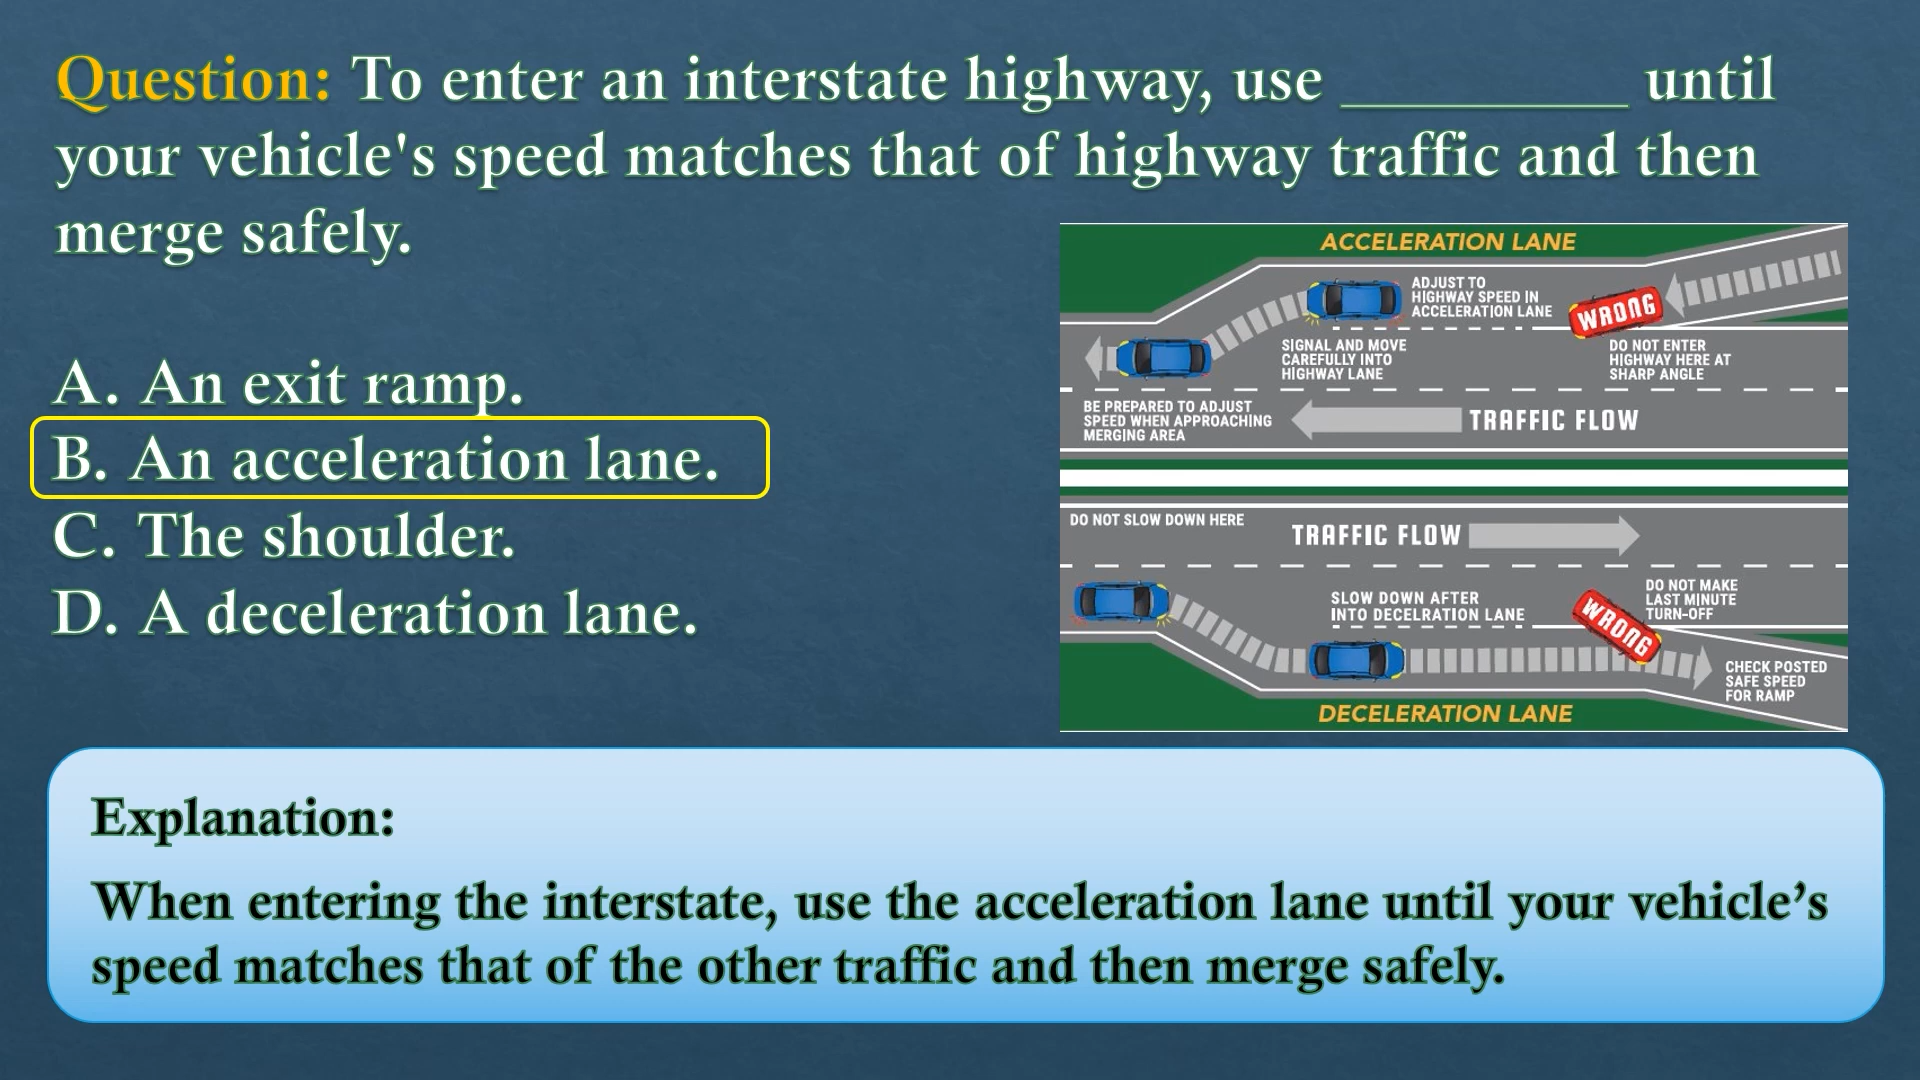 Question: To enter an interstate highway, use _________ until
your vehicle's speed matches that of highway traffic and then
merge safely.
A. An exit ramp.
B. An acceleration lane.
C. The shoulder.
D. A deceleration lane.
ACCELERATION LANE
ADJUST TO
HIGHWAY SPEED IN
ACCELERATION LANE
WRONG
SIGNAL AND MOVE
CAREFULLY INTO
HIGHWAY LANE
DO NOT ENTER
HIGHWAY HERE AT
SHARP ANGLE
BE PREPARED TO ADJUST
SPEED WHEN APPROACHING
MERGING AREA
TRAFFIC FLOW
DO NOT SLOW DOWN HERE
TRAFFIC FLOW
SLOW DOWN AFTER
INTO DECELRATION LANE
WRONG
DO NOT MAKE
LAST MINUTE
TURN-OFF
CHECK POSTED
SAFE SPEED
FOR RAMP
DECELERATION LANE
Explanation:
When entering the interstate, use the acceleration lane until your vehicle’s
speed matches that of the other traffic and then merge safely.